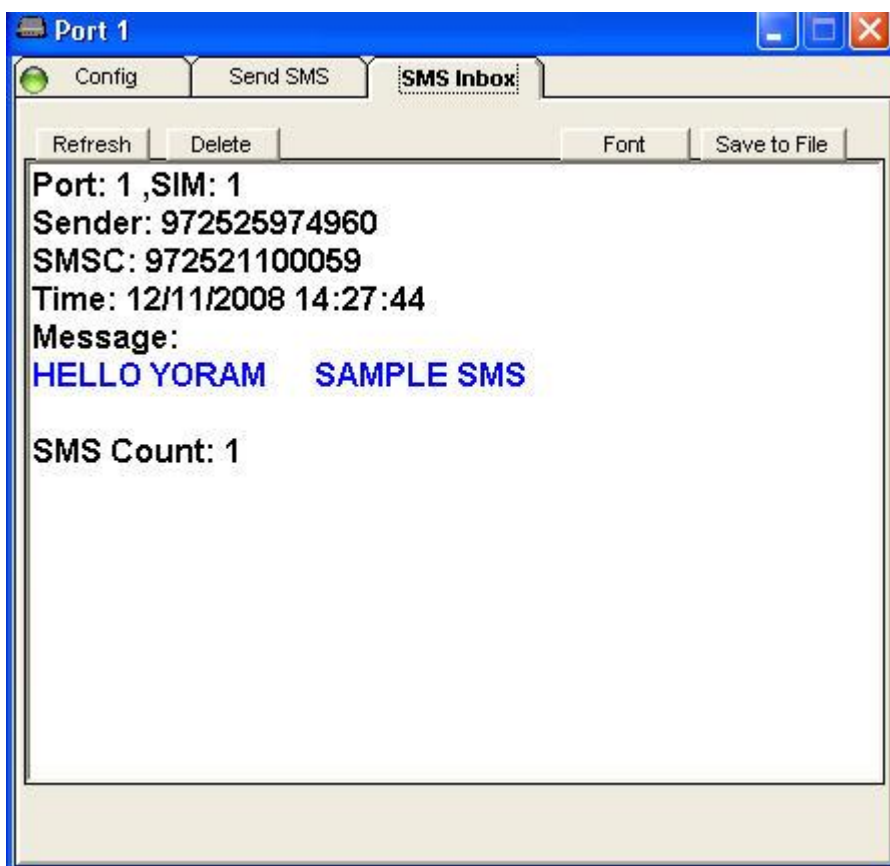 Port 1
Config Send SMS SMS Inbox
Refresh Delete Font Save to File
Port: 1 ,SIM: 1
Sender: 972525974960
SMSC: 972521100059
Time: 12/11/2008 14:27:44
Message:
HELLO YORAM SAMPLE SMS
SMS Count: 1